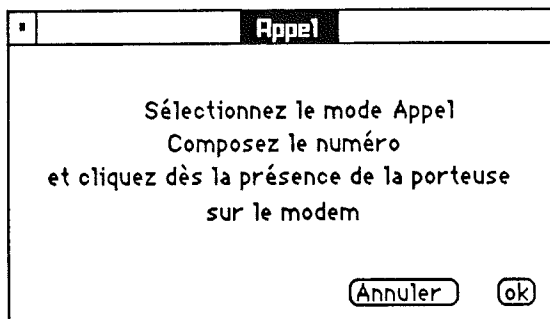 Appel
Sélectionnez le mode Appel
Composez le numéro
et cliquez dès la présence de la porteuse
sur le modem
Annuler ok